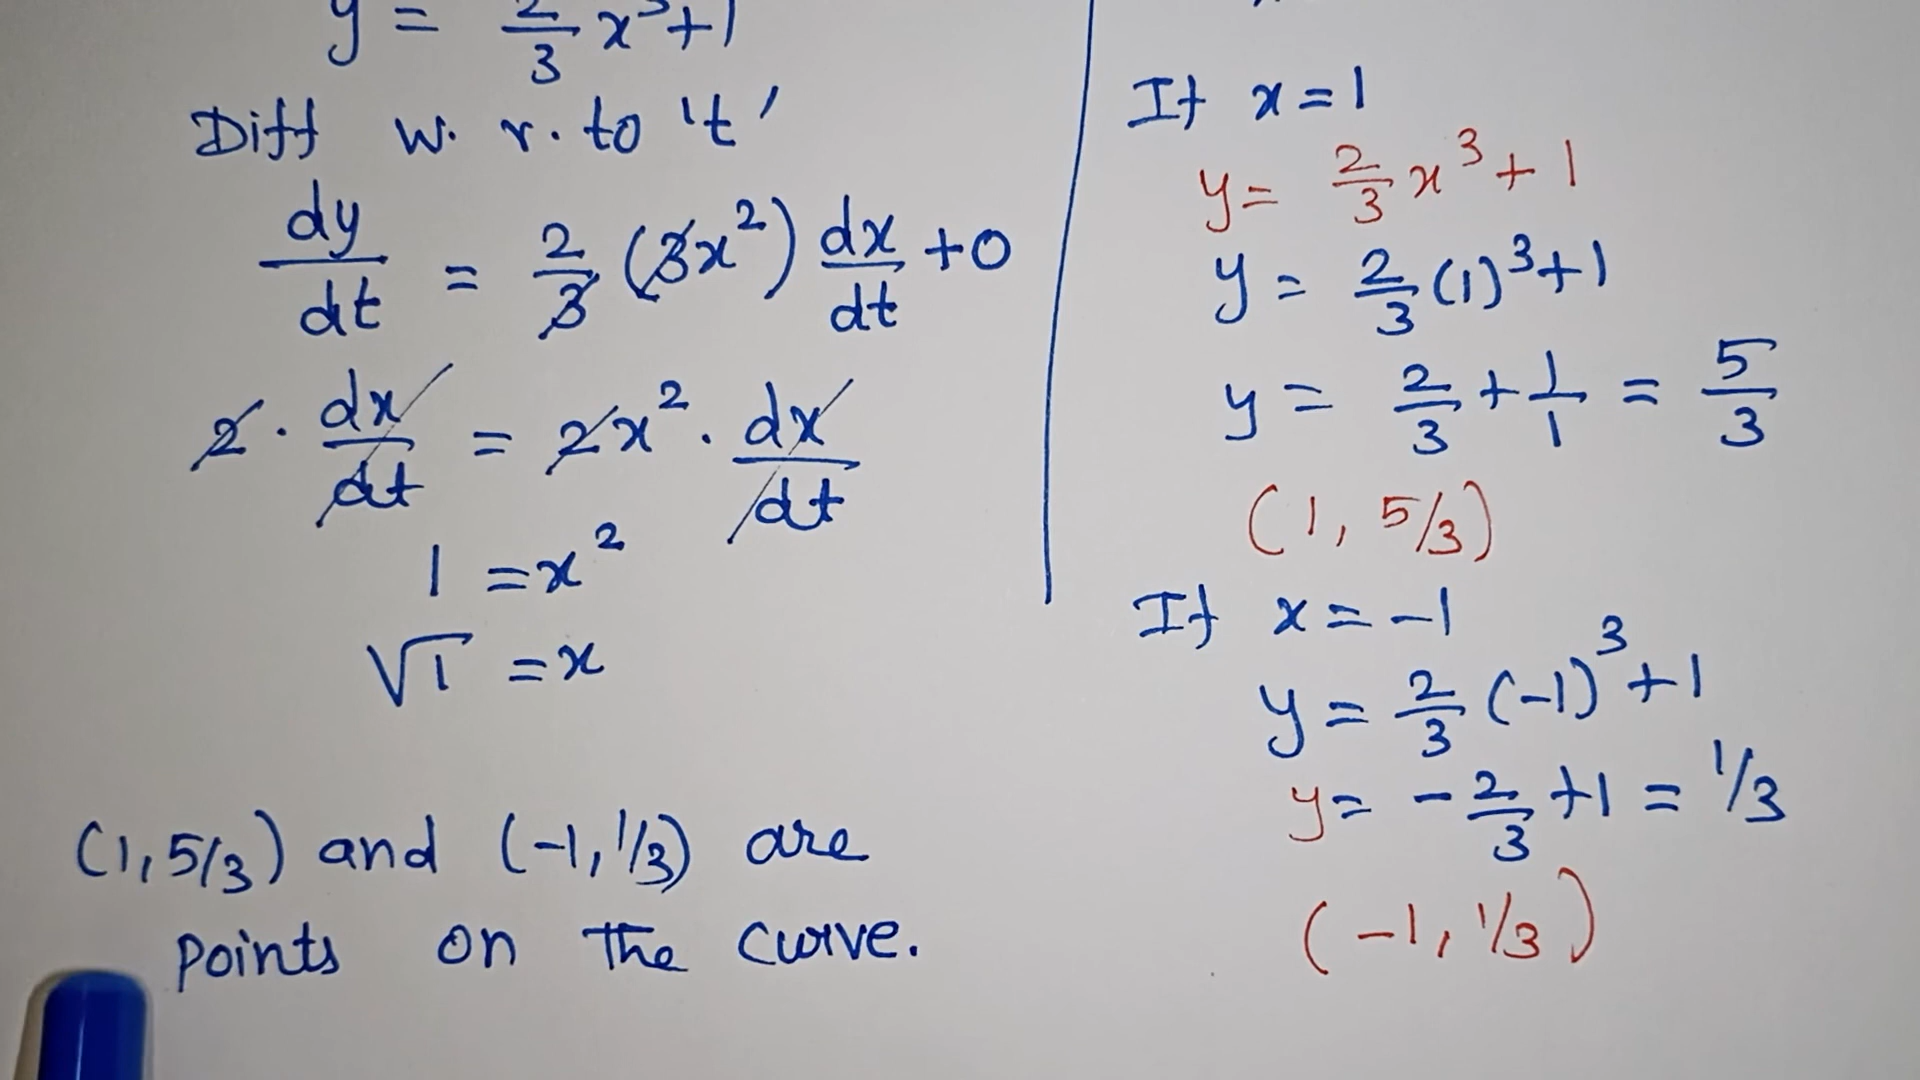 y = 2/3 x³+1
Diff w. r. to 't'
dy/dt = 2/3 (3x²) dx/dt +0
2 · dx/dt = 2x² · dx/dt
1 = x²
√1 = x
(1, 5/3) and (-1, 1/3) are
points on the curve.
If x = 1
y = 2/3 x³ + 1
y = 2/3 (1)³+1
y = 2/3 + 1/1 = 5/3
(1, 5/3)
If x = -1
y = 2/3 (-1)³ +1
y = -2/3 +1 = 1/3
(-1, 1/3)